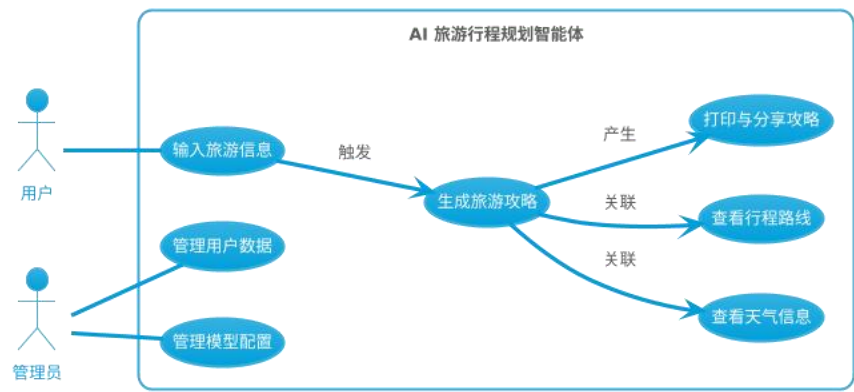 AI 旅游行程规划智能体
用户
输入旅游信息
触发
生成旅游攻略
产生
打印与分享攻略
关联
查看行程路线
关联
查看天气信息
管理用户数据
管理员
管理模型配置